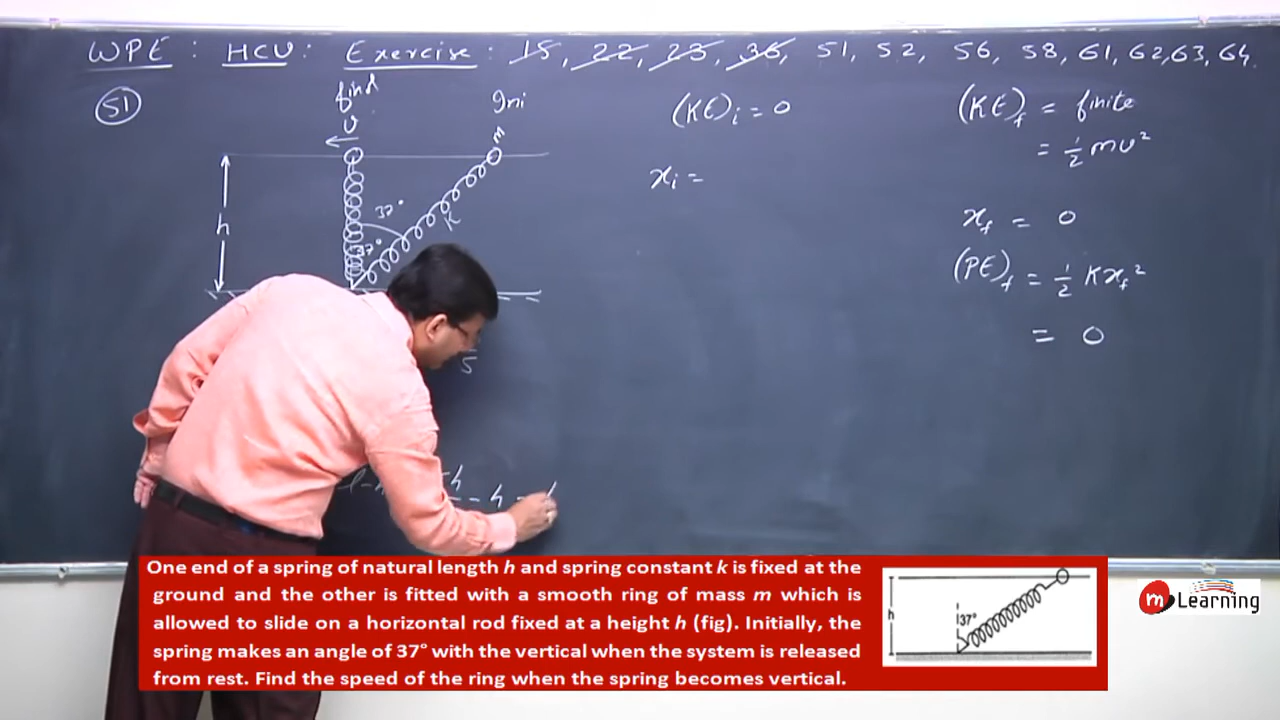 WPE : HCV : Exercise : 15, 22, 23, 36, 51, 52, 56, 58, 61, 62, 63, 64.
51
find
v
Ini
m
h
37°
37°
K
5
(KE)i = 0
xi =
(KE)f = finite
= 1/2 mv²
xf = 0
(PE)f = 1/2 Kxf²
= 0
One end of a spring of natural length h and spring constant k is fixed at the
ground and the other is fitted with a smooth ring of mass m which is
allowed to slide on a horizontal rod fixed at a height h (fig). Initially, the
spring makes an angle of 37° with the vertical when the system is released
from rest. Find the speed of the ring when the spring becomes vertical.
h
37°
m Learning